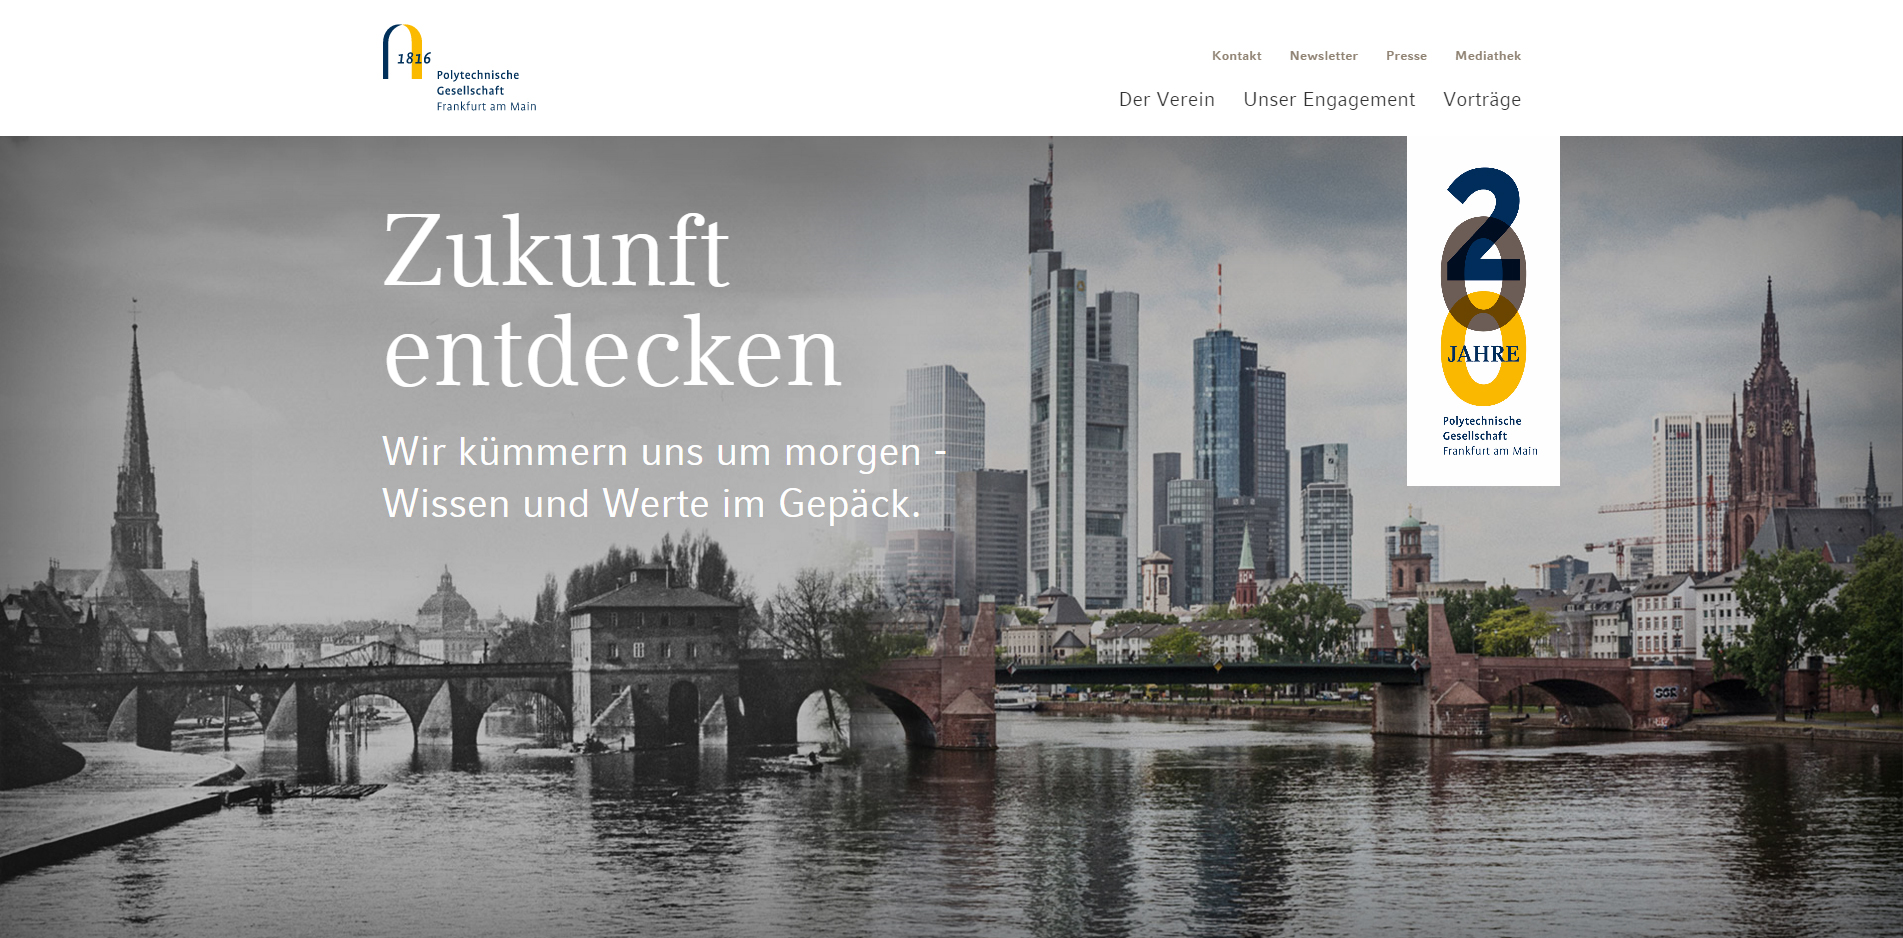 1816
Polytechnische
Gesellschaft
Frankfurt am Main
Kontakt Newsletter Presse Mediathek
Der Verein Unser Engagement Vorträge
Zukunft
entdecken
Wir kümmern uns um morgen -
Wissen und Werte im Gepäck.
200
JAHRE
Polytechnische
Gesellschaft
Frankfurt am Main